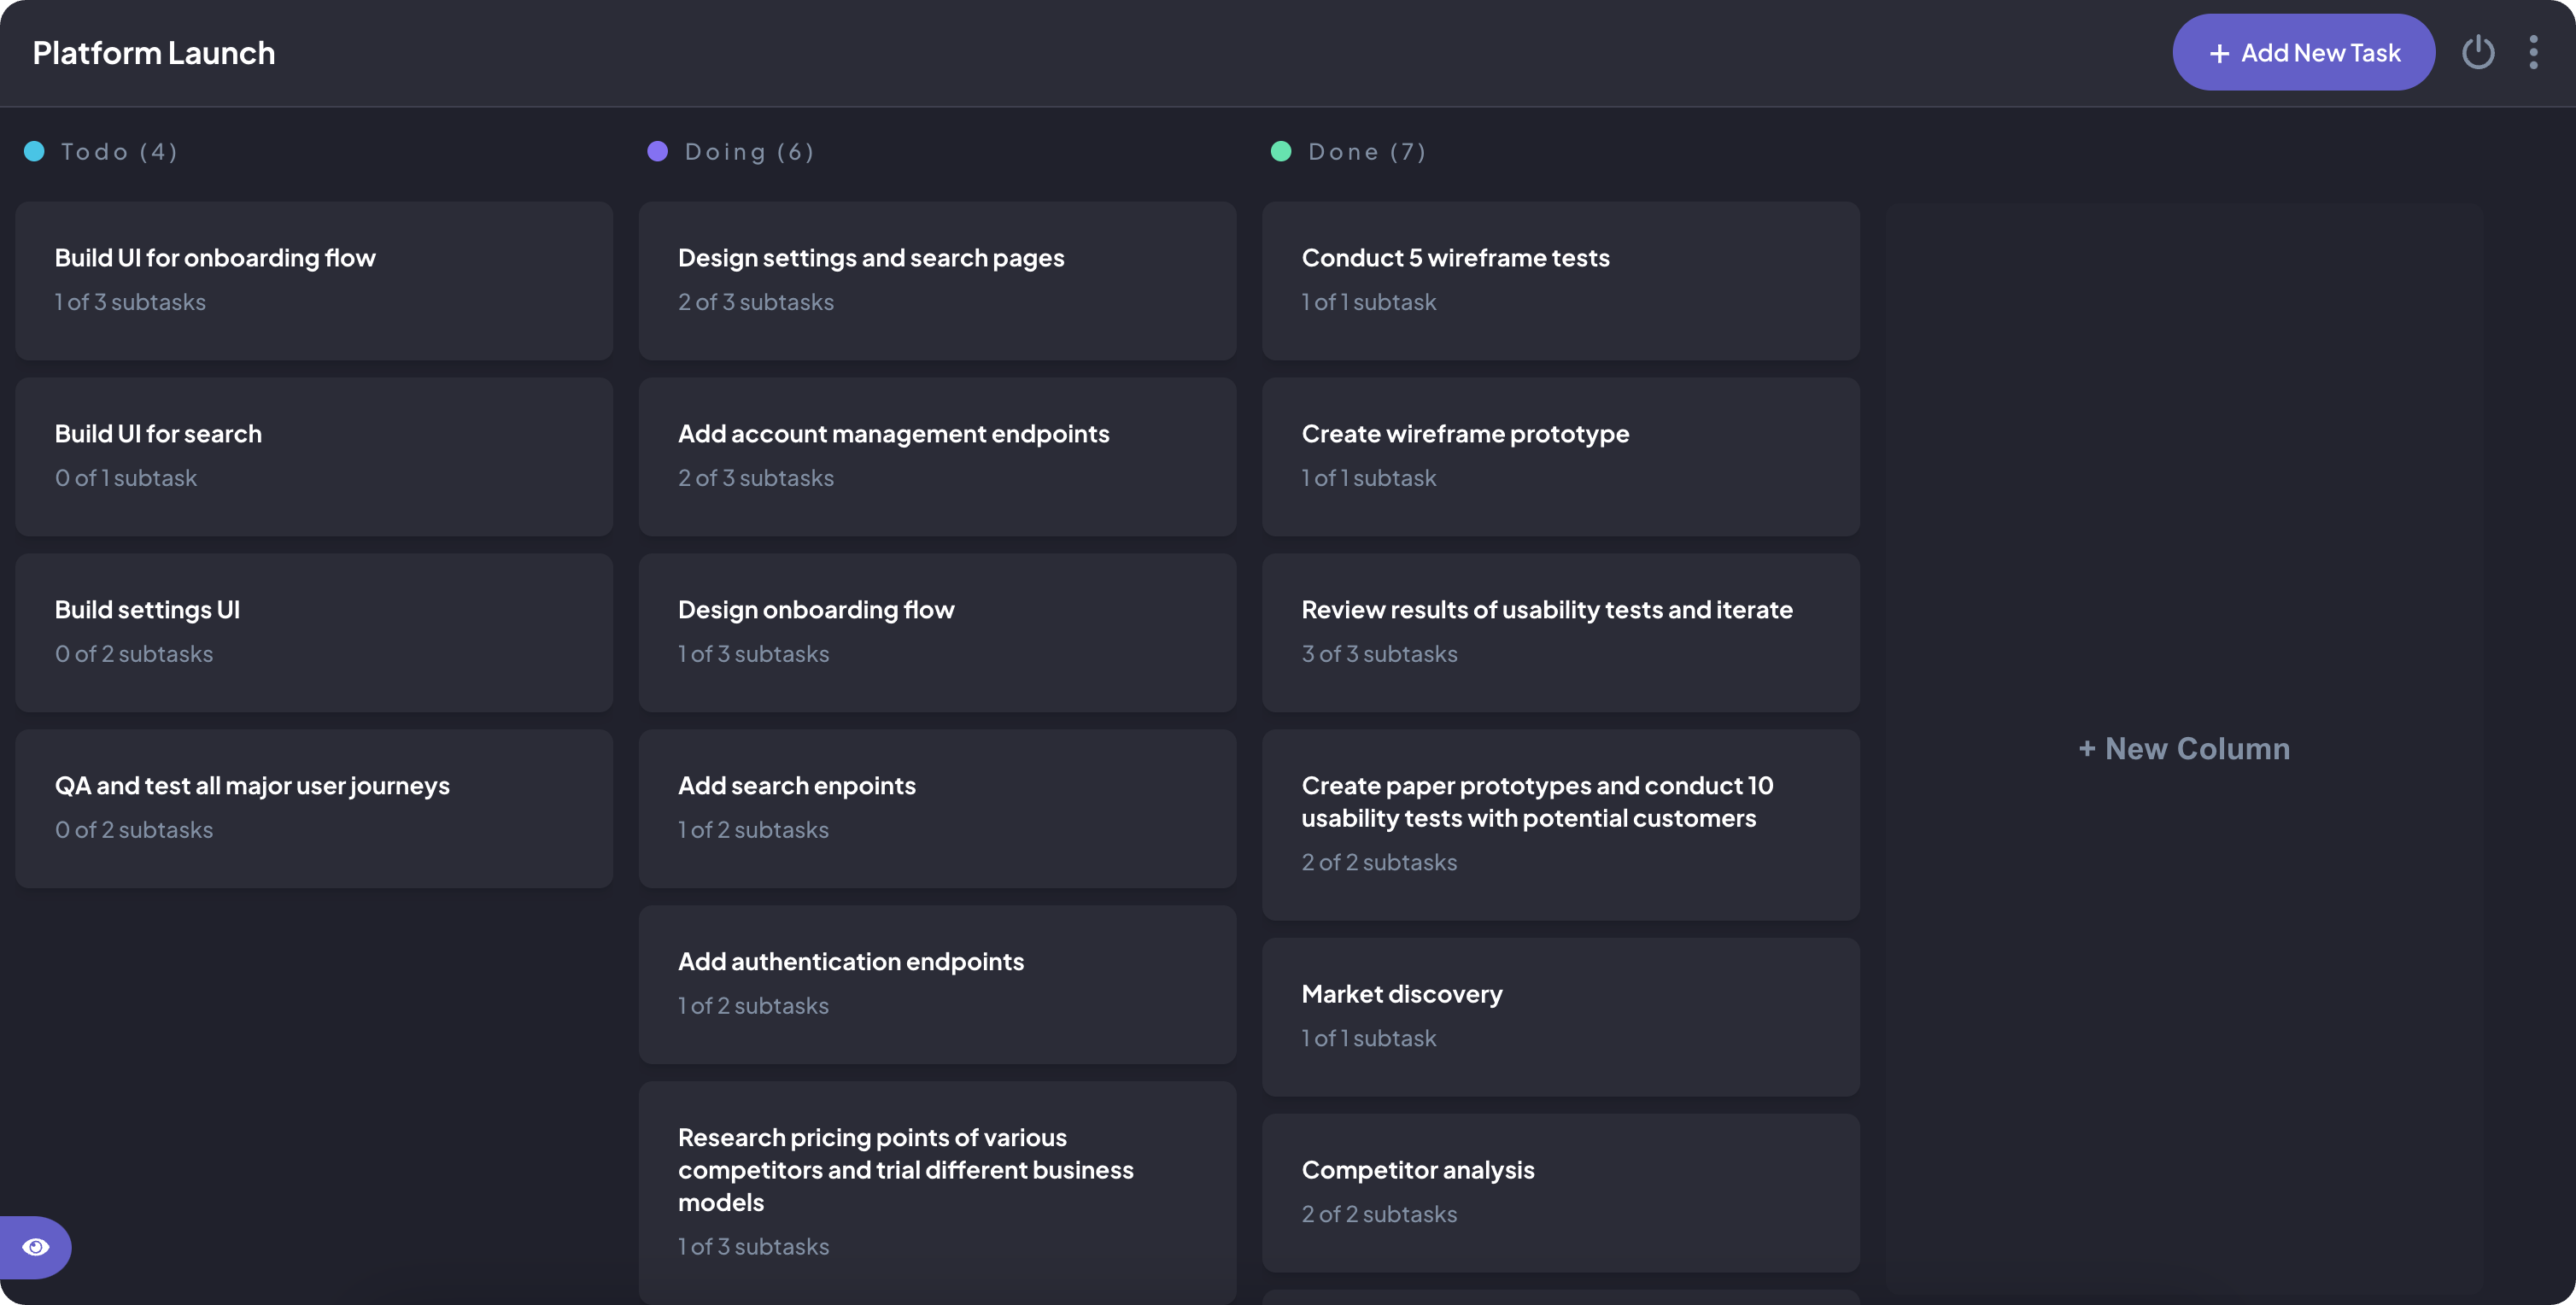 Platform Launch
+ Add New Task
Todo (4)
Build UI for onboarding flow
1 of 3 subtasks
Build UI for search
0 of 1 subtask
Build settings UI
0 of 2 subtasks
QA and test all major user journeys
0 of 2 subtasks
Doing (6)
Design settings and search pages
2 of 3 subtasks
Add account management endpoints
2 of 3 subtasks
Design onboarding flow
1 of 3 subtasks
Add search enpoints
1 of 2 subtasks
Add authentication endpoints
1 of 2 subtasks
Research pricing points of various
competitors and trial different business
models
1 of 3 subtasks
Done (7)
Conduct 5 wireframe tests
1 of 1 subtask
Create wireframe prototype
1 of 1 subtask
Review results of usability tests and iterate
3 of 3 subtasks
Create paper prototypes and conduct 10
usability tests with potential customers
2 of 2 subtasks
Market discovery
1 of 1 subtask
Competitor analysis
2 of 2 subtasks
+ New Column